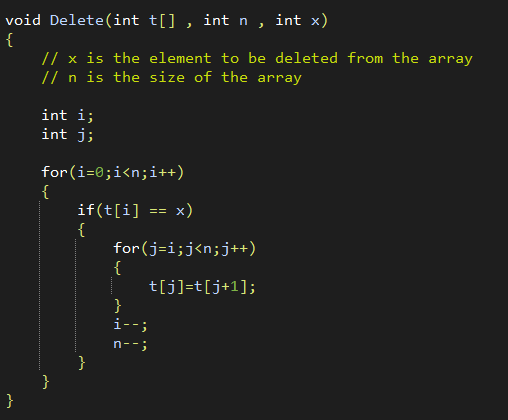 void Delete(int t[] , int n , int x)
{
    // x is the element to be deleted from the array
    // n is the size of the array
    int i;
    int j;
    for(i=0;i<n;i++)
    {
        if(t[i] == x)
        {
            for(j=i;j<n;j++)
            {
                t[j]=t[j+1];
            }
            i--;
            n--;
        }
    }
}